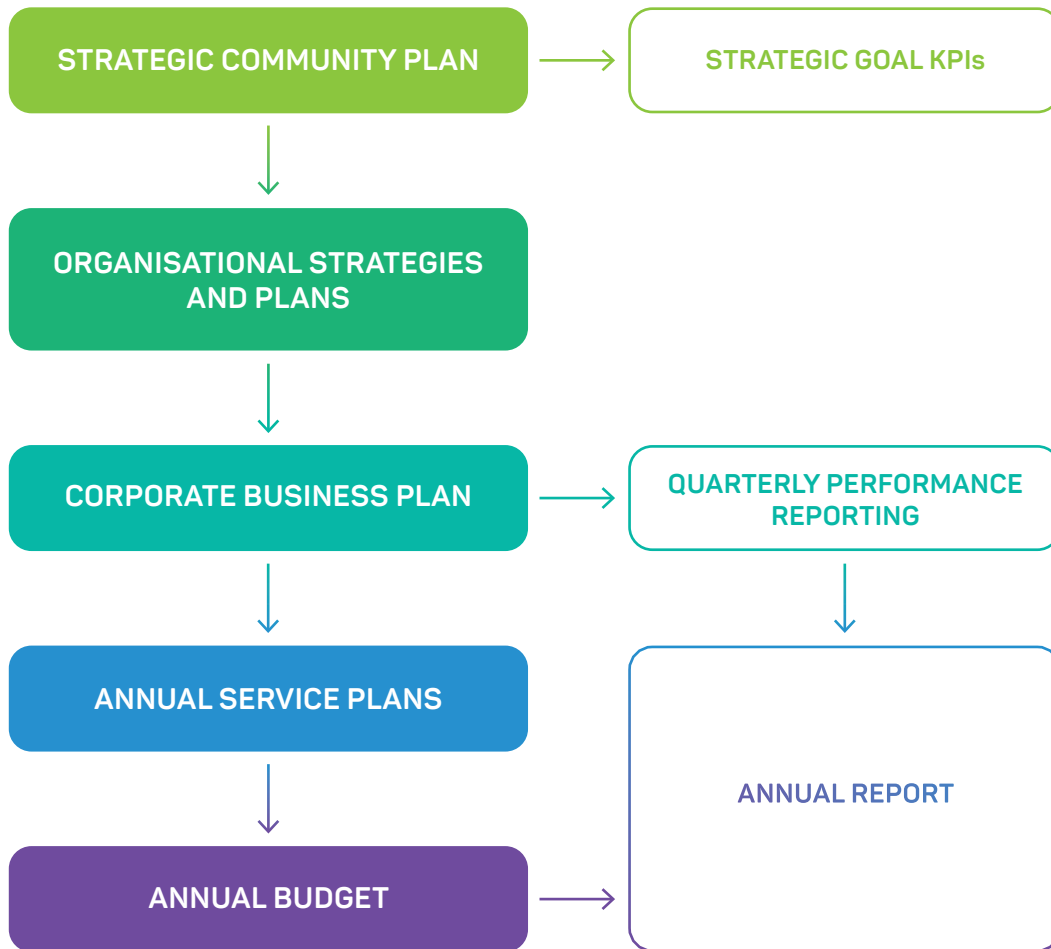 STRATEGIC COMMUNITY PLAN
STRATEGIC GOAL KPIs
ORGANISATIONAL STRATEGIES
AND PLANS
CORPORATE BUSINESS PLAN
QUARTERLY PERFORMANCE
REPORTING
ANNUAL SERVICE PLANS
ANNUAL REPORT
ANNUAL BUDGET